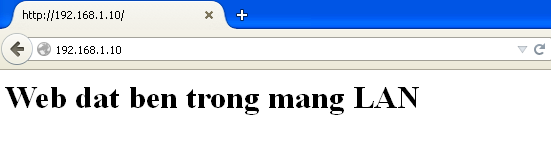 http://192.168.1.10/
192.168.1.10
Web dat ben trong mang LAN